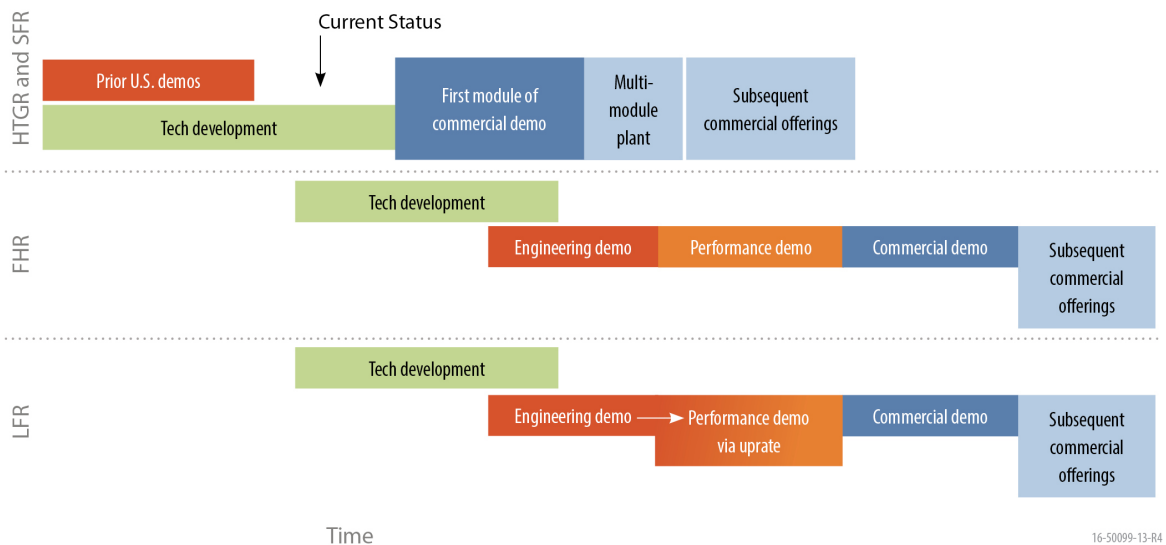 Current Status
HTGR and SFR
Prior U.S. demos
Tech development
First module of
commercial demo
Multi-
module
plant
Subsequent
commercial offerings
FHR
Tech development
Engineering demo
Performance demo
Commercial demo
Subsequent
commercial
offerings
LFR
Tech development
Engineering demo
Performance demo
via uprate
Commercial demo
Subsequent
commercial
offerings
Time
16-50099-13-R4